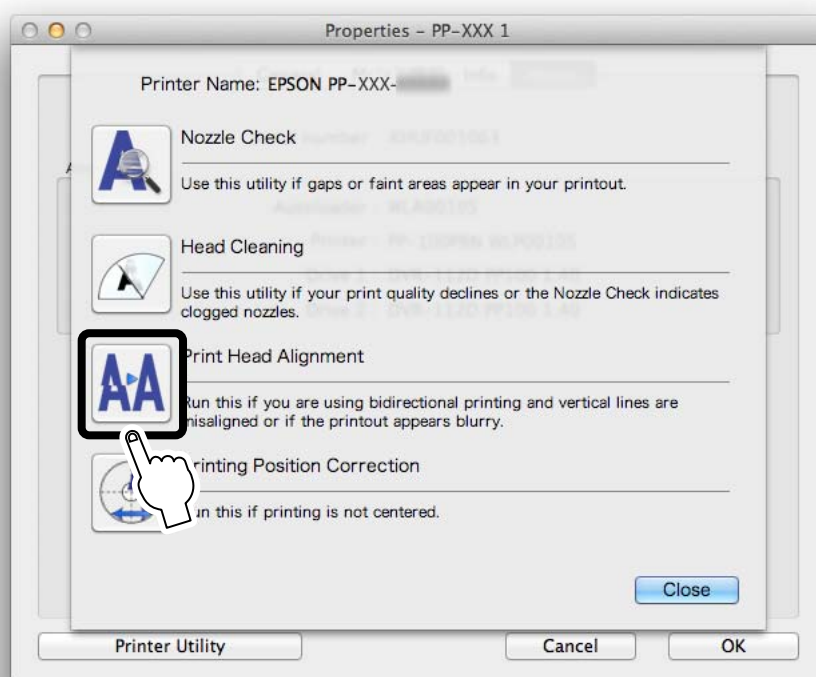 Properties – PP-XXX 1
Printer Name: EPSON PP-XXX-
Nozzle Check
Use this utility if gaps or faint areas appear in your printout.
Head Cleaning
Use this utility if your print quality declines or the Nozzle Check indicates
clogged nozzles.
Print Head Alignment
Run this if you are using bidirectional printing and vertical lines are
misaligned or if the printout appears blurry.
Printing Position Correction
Run this if printing is not centered.
Close
Printer Utility
Cancel
OK